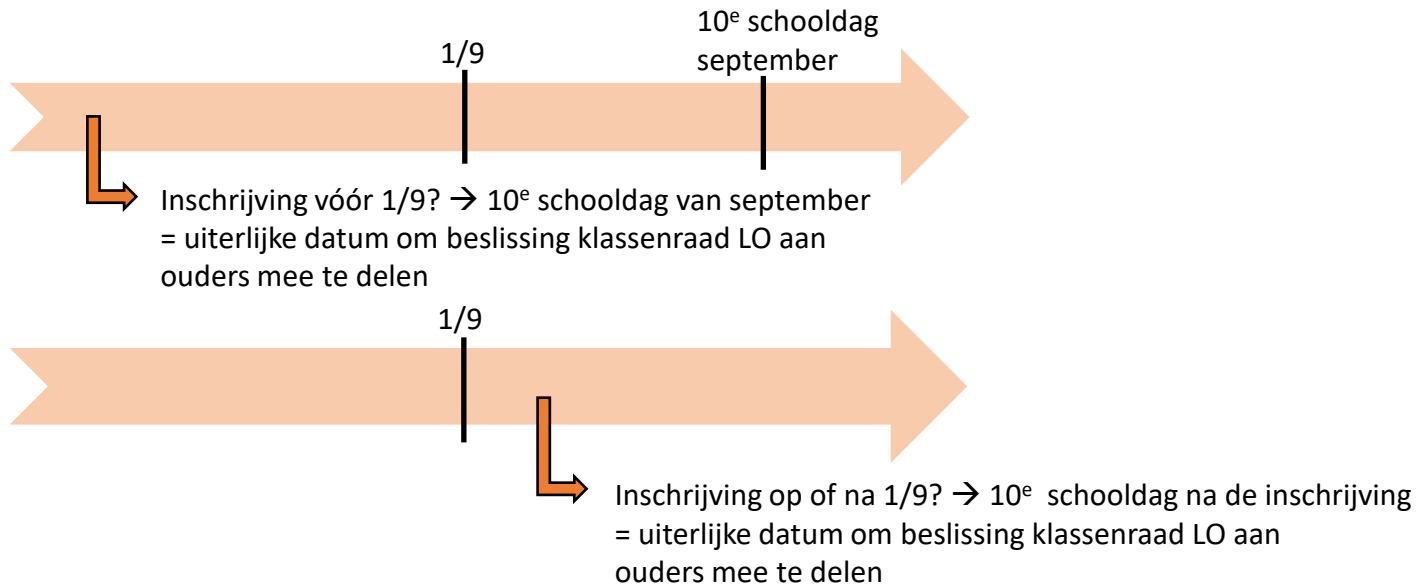 10e schooldag
september
1/9
Inschrijving vóór 1/9? → 10e schooldag van september
= uiterlijke datum om beslissing klassenraad LO aan
ouders mee te delen
1/9
Inschrijving op of na 1/9? → 10e schooldag na de inschrijving
= uiterlijke datum om beslissing klassenraad LO aan
ouders mee te delen